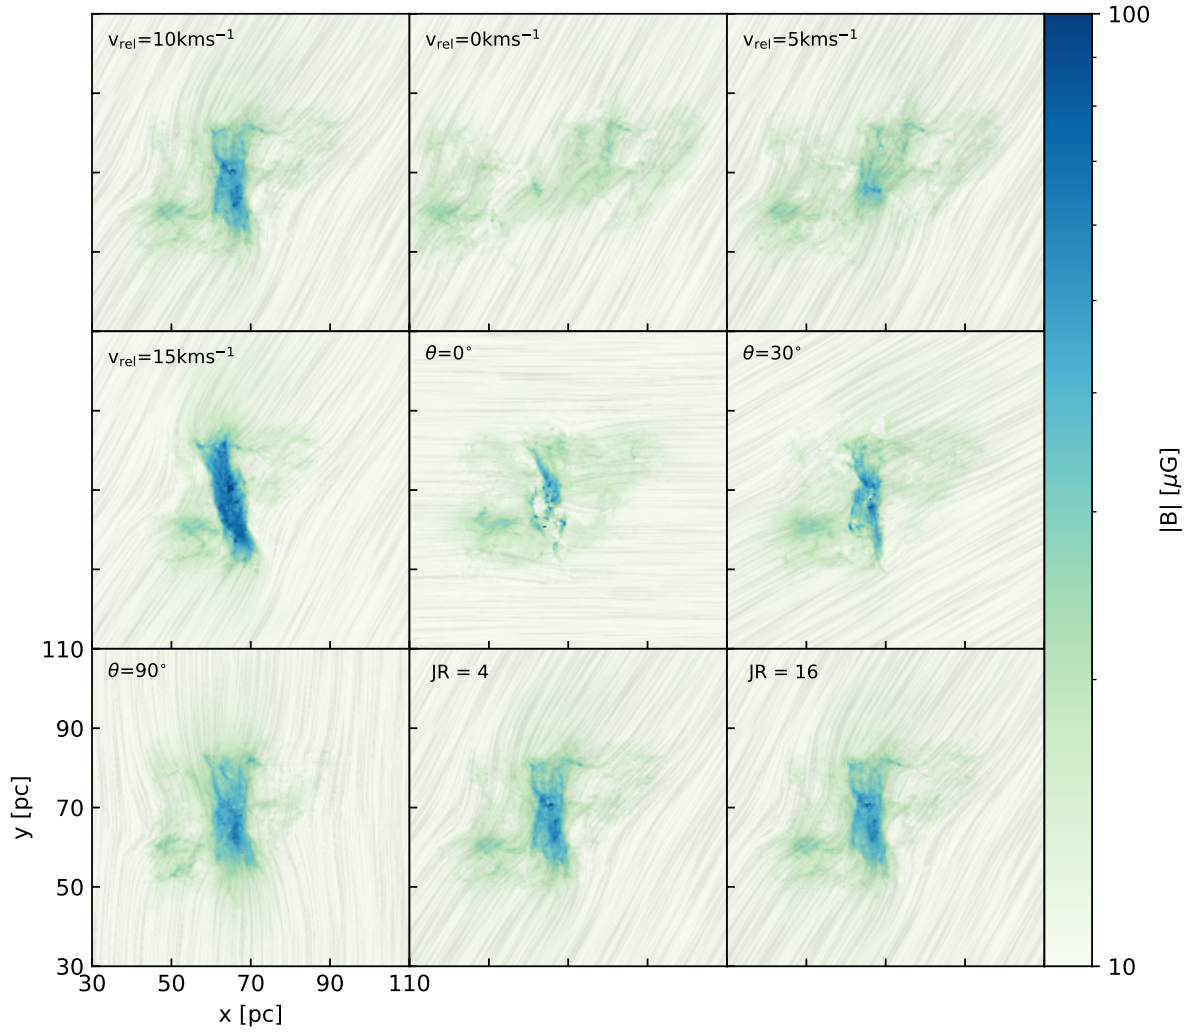 v_rel=10kms⁻¹ v_rel=0kms⁻¹ v_rel=5kms⁻¹ 100
v_rel=15kms⁻¹ θ=0° θ=30°
|B| [μG]
110
θ=90° JR = 4 JR = 16
90
70
y [pc]
50
30 10
30 50 70 90 110
x [pc]